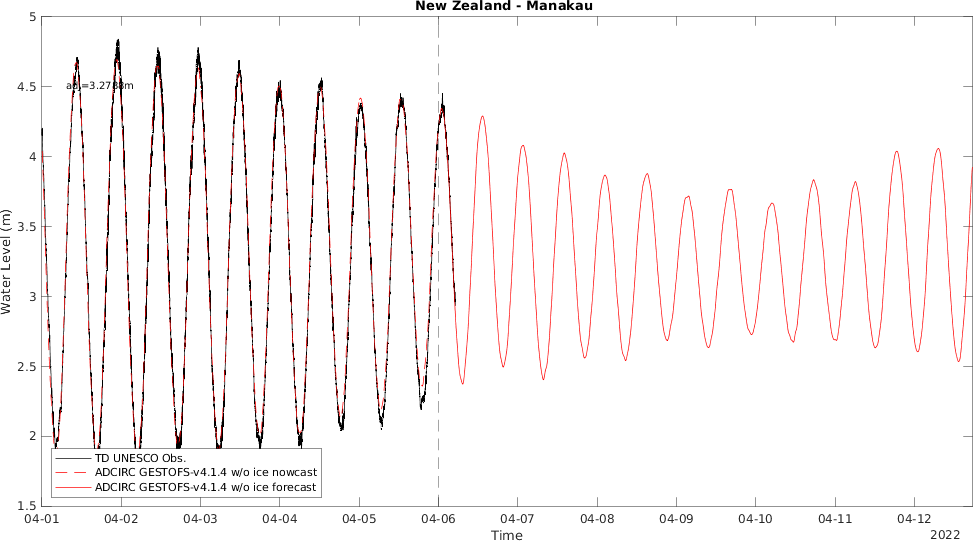 New Zealand - Manakau
5
4.5
4
3.5
3
2.5
2
1.5
Water Level (m)
TD UNESCO Obs.
ADCIRC GESTOFS-v4.1.4 w/o ice nowcast
ADCIRC GESTOFS-v4.1.4 w/o ice forecast
04-01 04-02 04-03 04-04 04-05 04-06 04-07 04-08 04-09 04-10 04-11 04-12
Time
2022